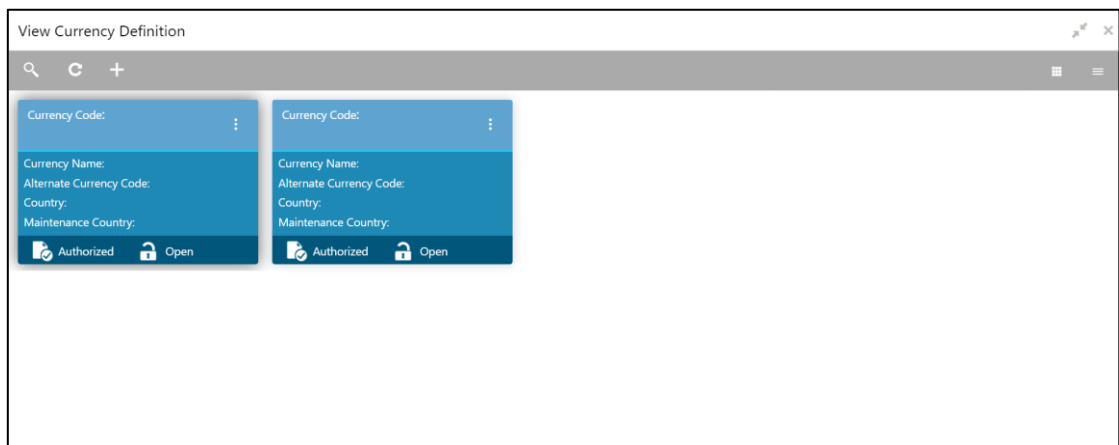 View Currency Definition
Currency Code:
Currency Name:
Alternate Currency Code:
Country:
Maintenance Country:
Authorized Open
Currency Code:
Currency Name:
Alternate Currency Code:
Country:
Maintenance Country:
Authorized Open